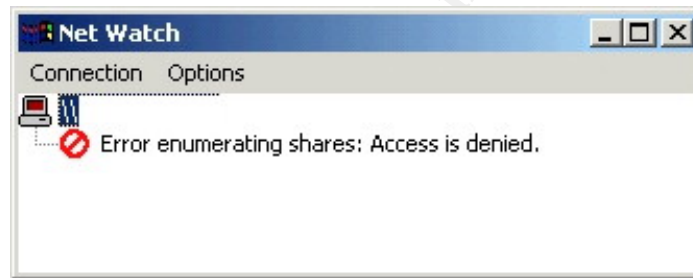 Net Watch
Connection Options
\\
Error enumerating shares: Access is denied.